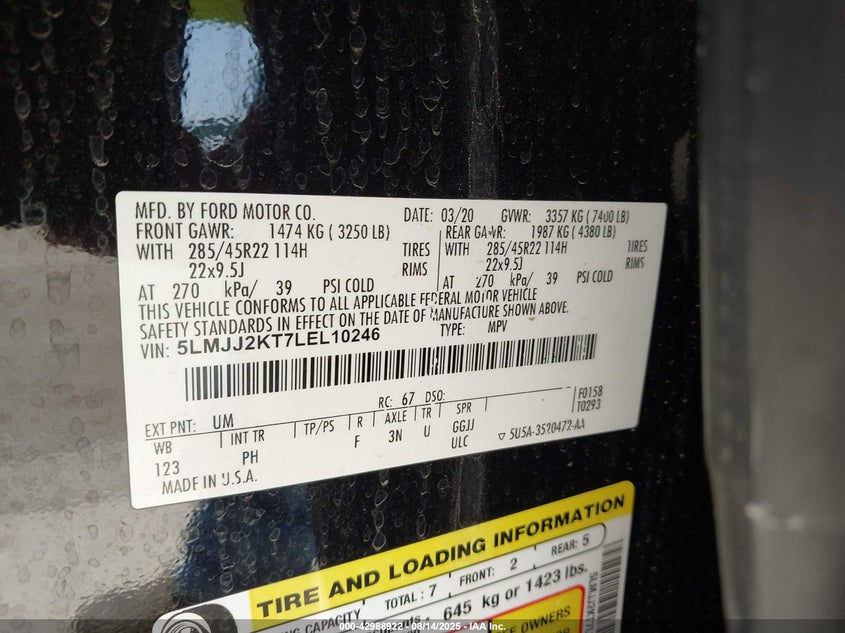 MFD. BY FORD MOTOR CO. DATE: 03/20 GVWR: 3357 KG ( 7400 LB)
FRONT GAWR: 1474 KG ( 3250 LB) REAR GAWR: 1987 KG ( 4380 LB)
WITH 285/45R22 114H TIRES WITH 285/45R22 114H TIRES
22x9.5J RIMS 22x9.5J RIMS
AT 270 kPa/ 39 PSI COLD AT 270 kPa/ 39 PSI COLD
THIS VEHICLE CONFORMS TO ALL APPLICABLE FEDERAL MOTOR VEHICLE
SAFETY STANDARDS IN EFFECT ON THE DATE OF MANUFACTURE SHOWN ABOVE.
VIN: 5LMJJ2KT7LEL10246 TYPE: MPV
EXT PNT: UM RC: 67 DSO: F0158
T0293
WB INT TR TP/PS R AXLE TR SPR
123 PH F 3N U GGJJ
ULC 5U5A-3520472-AA
MADE IN U.S.A.
TIRE AND LOADING INFORMATION
CAPACITY TOTAL: 7 FRONT: 2 REAR: 5
645 kg or 1423 lbs.
OWNERS
000-42988922 - 08/14/2025 - IAA Inc.